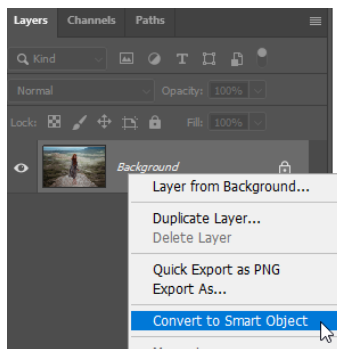 Layers Channels Paths
Kind
Normal Opacity: 100%
Lock: Fill: 100%
Background
Layer from Background...
Duplicate Layer...
Delete Layer
Quick Export as PNG
Export As...
Convert to Smart Object